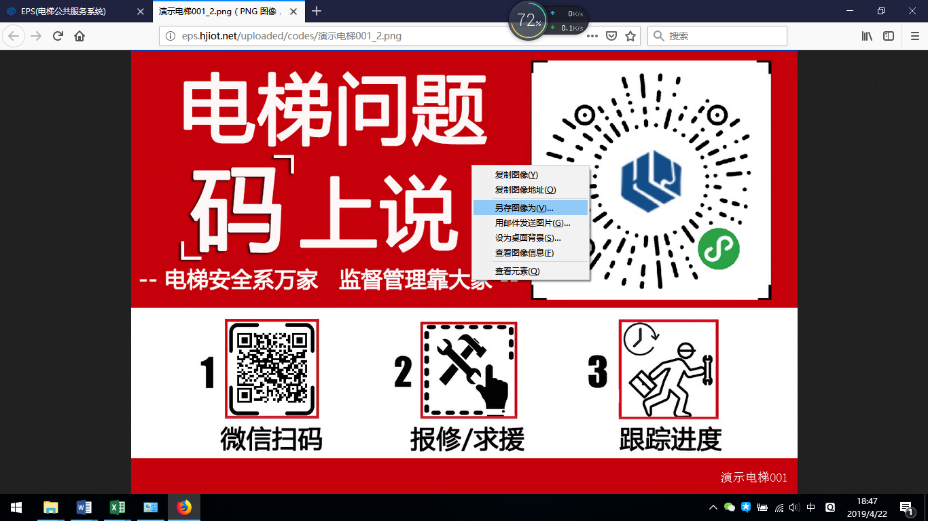 EPS(电梯公共服务系统)
演示电梯001_2.png（PNG 图像，
72%
0K/s
0.1K/s
eps.hjiot.net/uploaded/codes/演示电梯001_2.png
搜索
电梯问题
码上说
-- 电梯安全系万家 监督管理靠大家 --
复制图像(Y)
复制图像地址(O)
另存图像为(V)...
用邮件发送图片(G)...
设为桌面背景(S)...
查看图像信息(F)
查看元素(Q)
1
2
3
微信扫码
报修/求援
跟踪进度
演示电梯001
中
18:47
2019/4/22
1